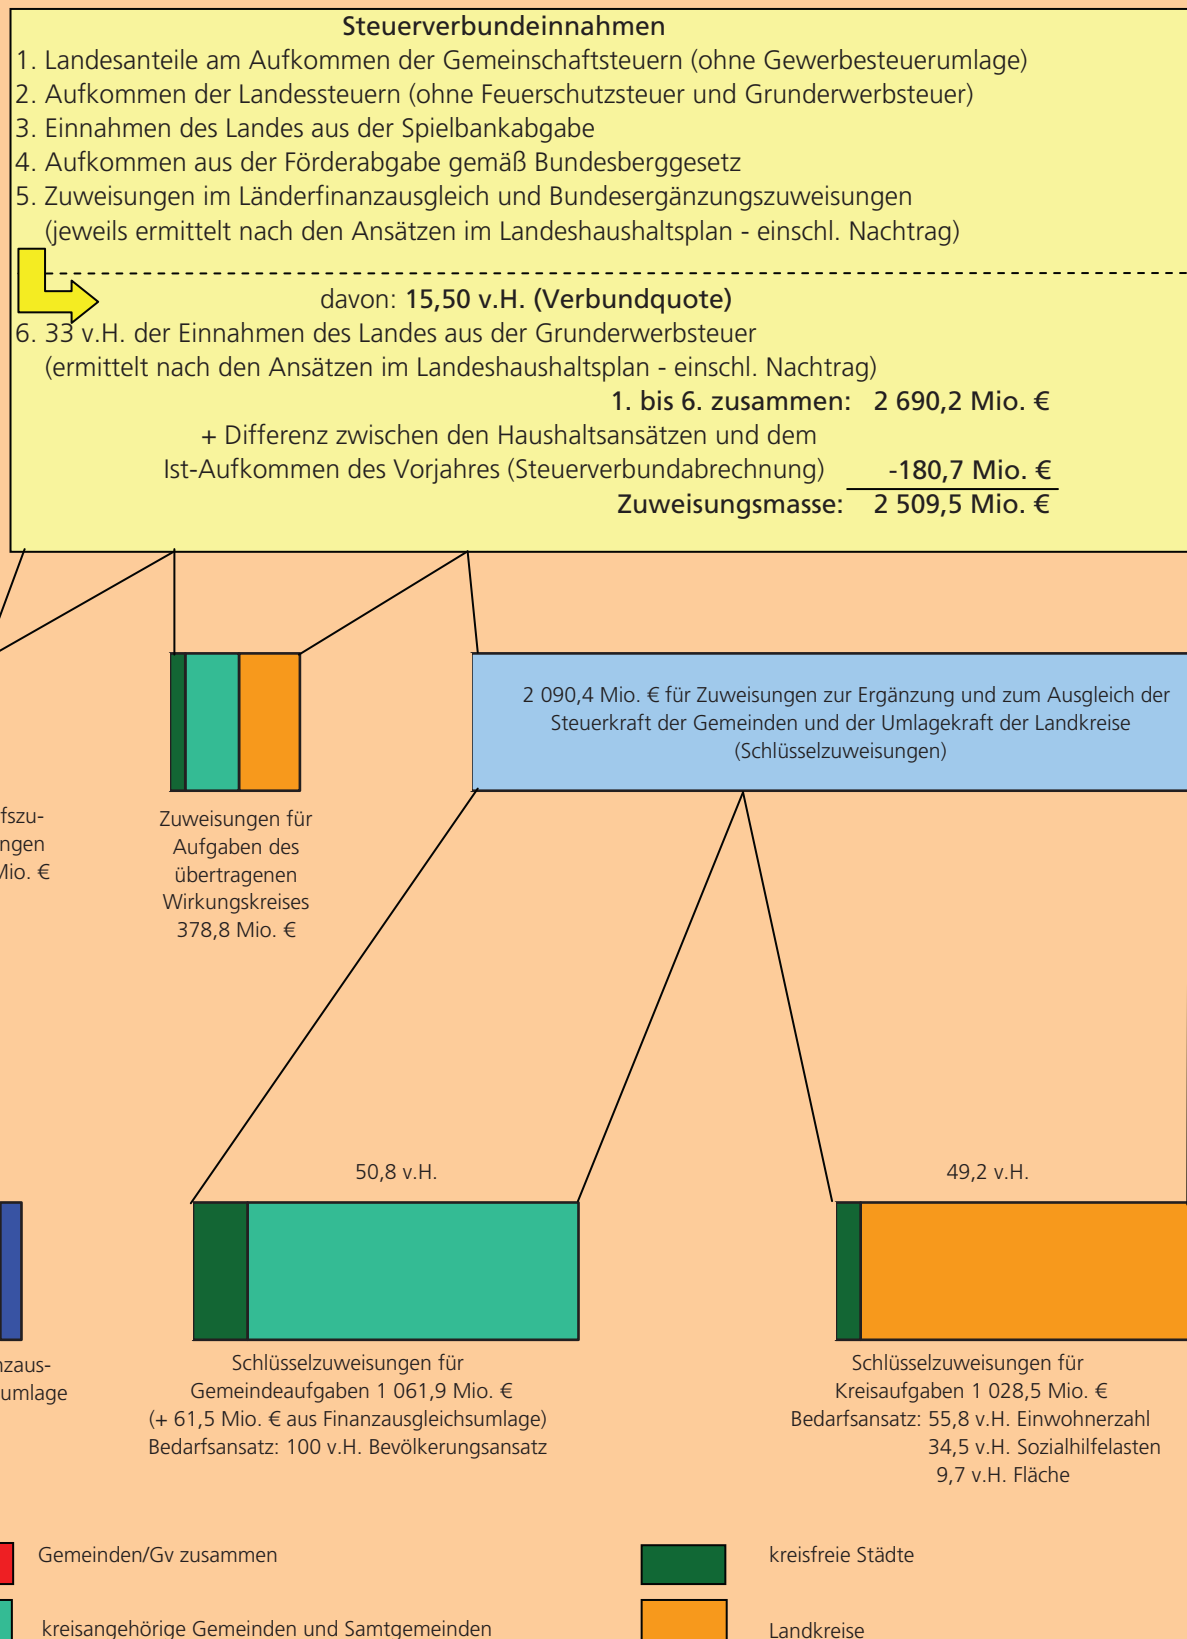 Steuerverbundeinnahmen
1. Landesanteile am Aufkommen der Gemeinschaftsteuern (ohne Gewerbesteuerumlage)
2. Aufkommen der Landessteuern (ohne Feuerschutzsteuer und Grunderwerbsteuer)
3. Einnahmen des Landes aus der Spielbankabgabe
4. Aufkommen aus der Förderabgabe gemäß Bundesberggesetz
5. Zuweisungen im Länderfinanzausgleich und Bundesergänzungszuweisungen
(jeweils ermittelt nach den Ansätzen im Landeshaushaltsplan - einschl. Nachtrag)
davon: 15,50 v.H. (Verbundquote)
6. 33 v.H. der Einnahmen des Landes aus der Grunderwerbsteuer
(ermittelt nach den Ansätzen im Landeshaushaltsplan - einschl. Nachtrag)
1. bis 6. zusammen: 2 690,2 Mio. €
+ Differenz zwischen den Haushaltsansätzen und dem
Ist-Aufkommen des Vorjahres (Steuerverbundabrechnung) -180,7 Mio. €
Zuweisungsmasse: 2 509,5 Mio. €
2 090,4 Mio. € für Zuweisungen zur Ergänzung und zum Ausgleich der
Steuerkraft der Gemeinden und der Umlagekraft der Landkreise
(Schlüsselzuweisungen)
fszu-
ngen
Mio. €
Zuweisungen für
Aufgaben des
übertragenen
Wirkungskreises
378,8 Mio. €
50,8 v.H.
49,2 v.H.
nzaus-
umlage
Schlüsselzuweisungen für
Gemeindeaufgaben 1 061,9 Mio. €
(+ 61,5 Mio. € aus Finanzausgleichsumlage)
Bedarfsansatz: 100 v.H. Bevölkerungsansatz
Schlüsselzuweisungen für
Kreisaufgaben 1 028,5 Mio. €
Bedarfsansatz: 55,8 v.H. Einwohnerzahl
34,5 v.H. Sozialhilfelasten
9,7 v.H. Fläche
Gemeinden/Gv zusammen
kreisfreie Städte
kreisangehörige Gemeinden und Samtgemeinden
Landkreise